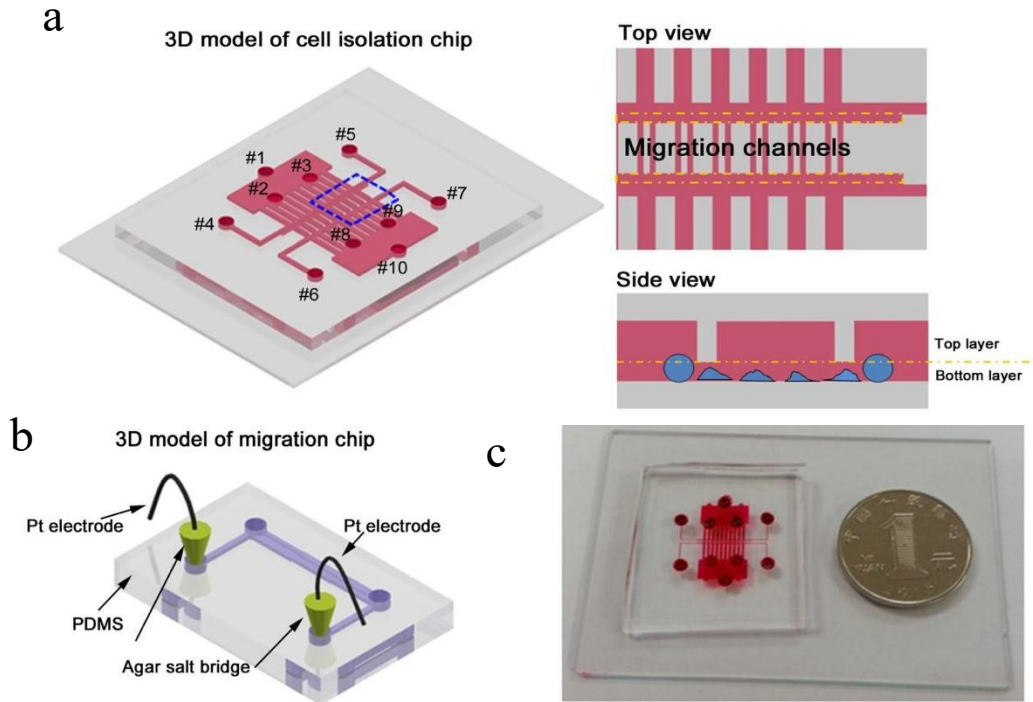 a
3D model of cell isolation chip
#5
#1
#3
#2
#7
#4
#9
#8
#10
#6
Top view
Migration channels
Side view
Top layer
Bottom layer
b
3D model of migration chip
Pt electrode
Pt electrode
PDMS
Agar salt bridge
c
1